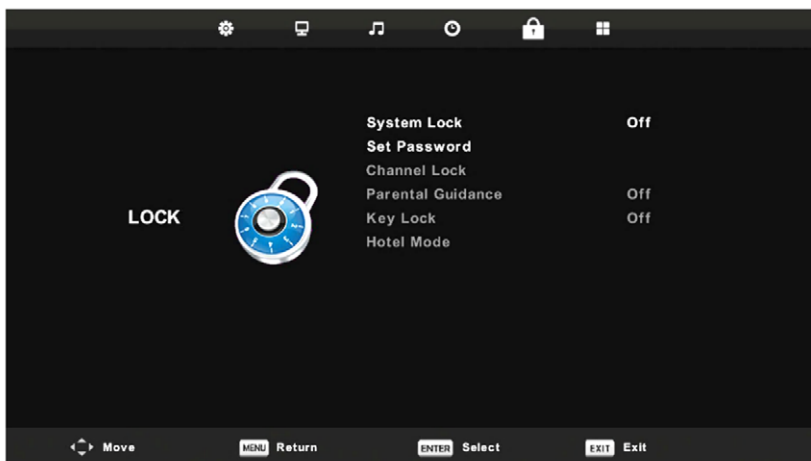 System Lock Off
Set Password
Channel Lock
Parental Guidance Off
LOCK
Key Lock Off
Hotel Mode
Move MENU Return ENTER Select EXIT Exit